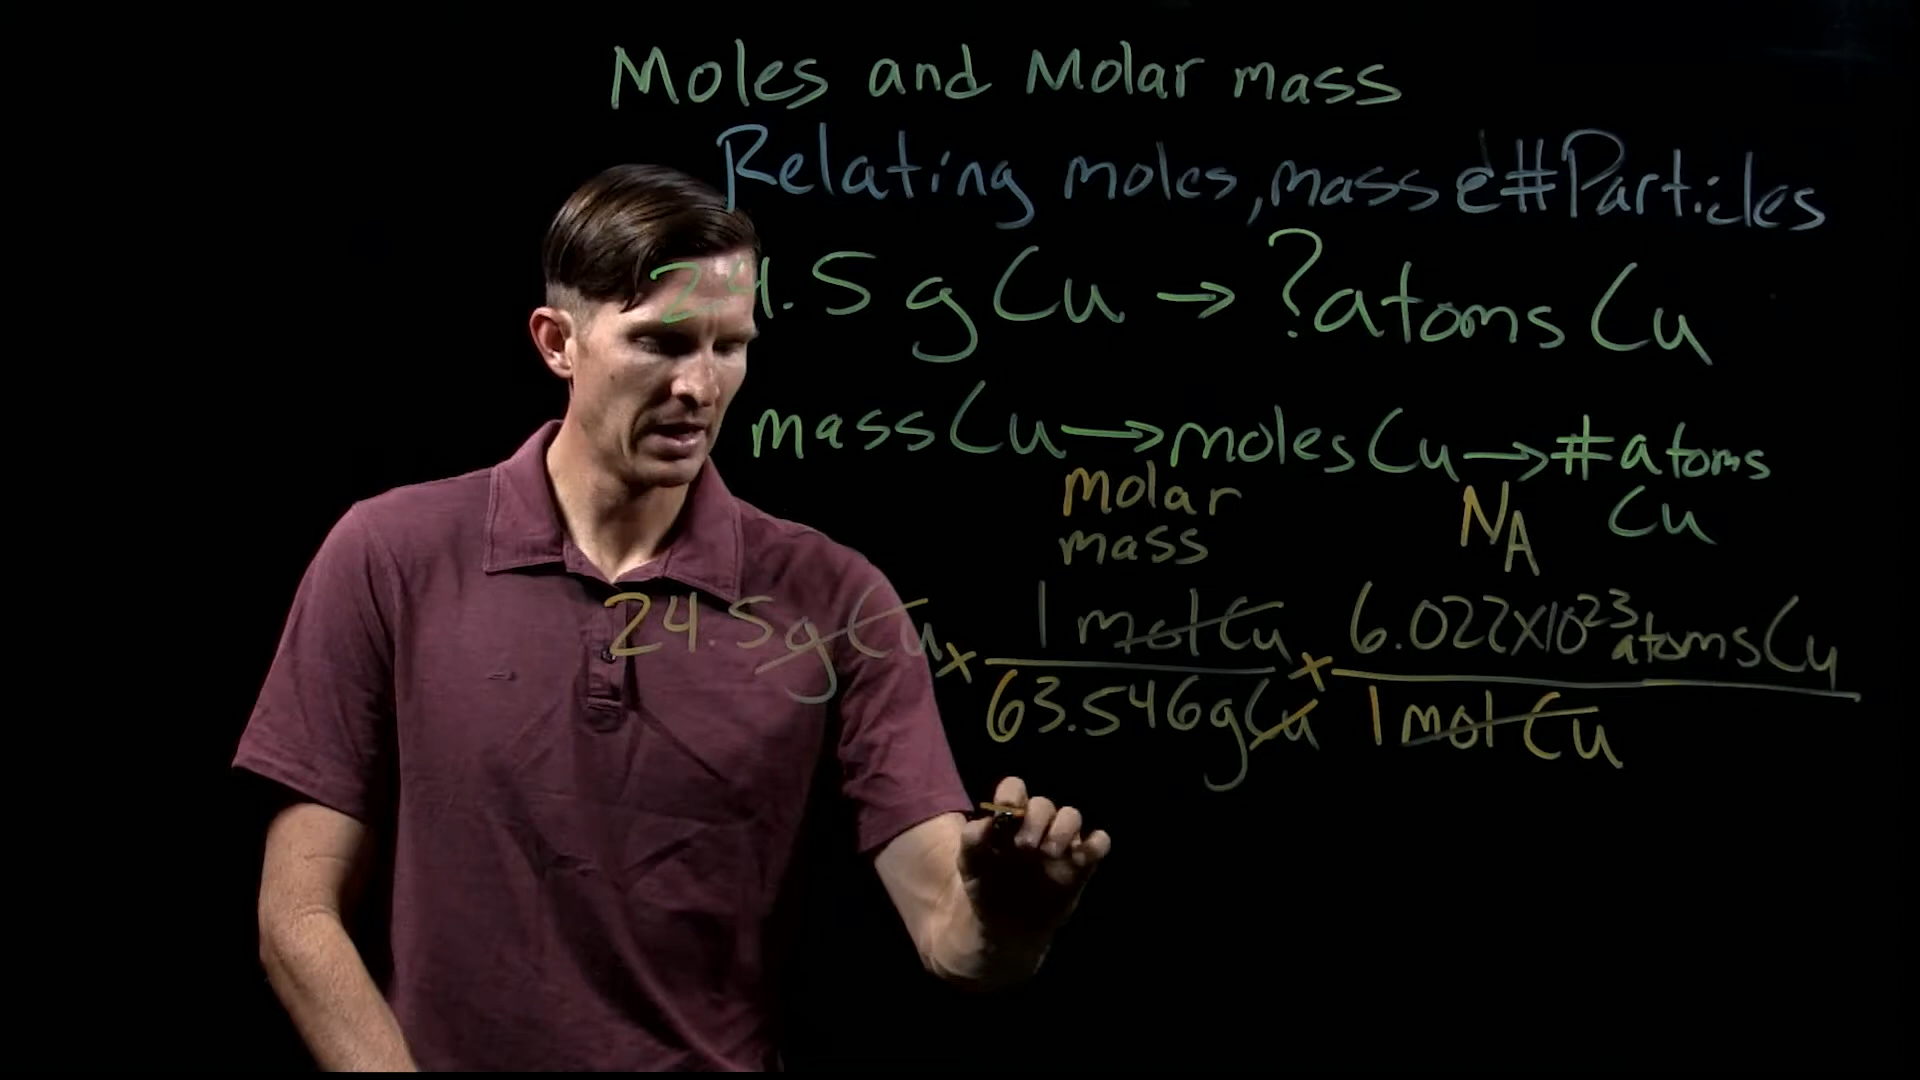 Moles and Molar mass
Relating moles, mass & # Particles
24.5 g Cu → ? atoms Cu
mass Cu → moles Cu → # atoms Cu
Molar mass
NA
24.5 g Cu × 1 mol Cu / 63.546 g Cu × 6.022 × 10²³ atoms Cu / 1 mol Cu